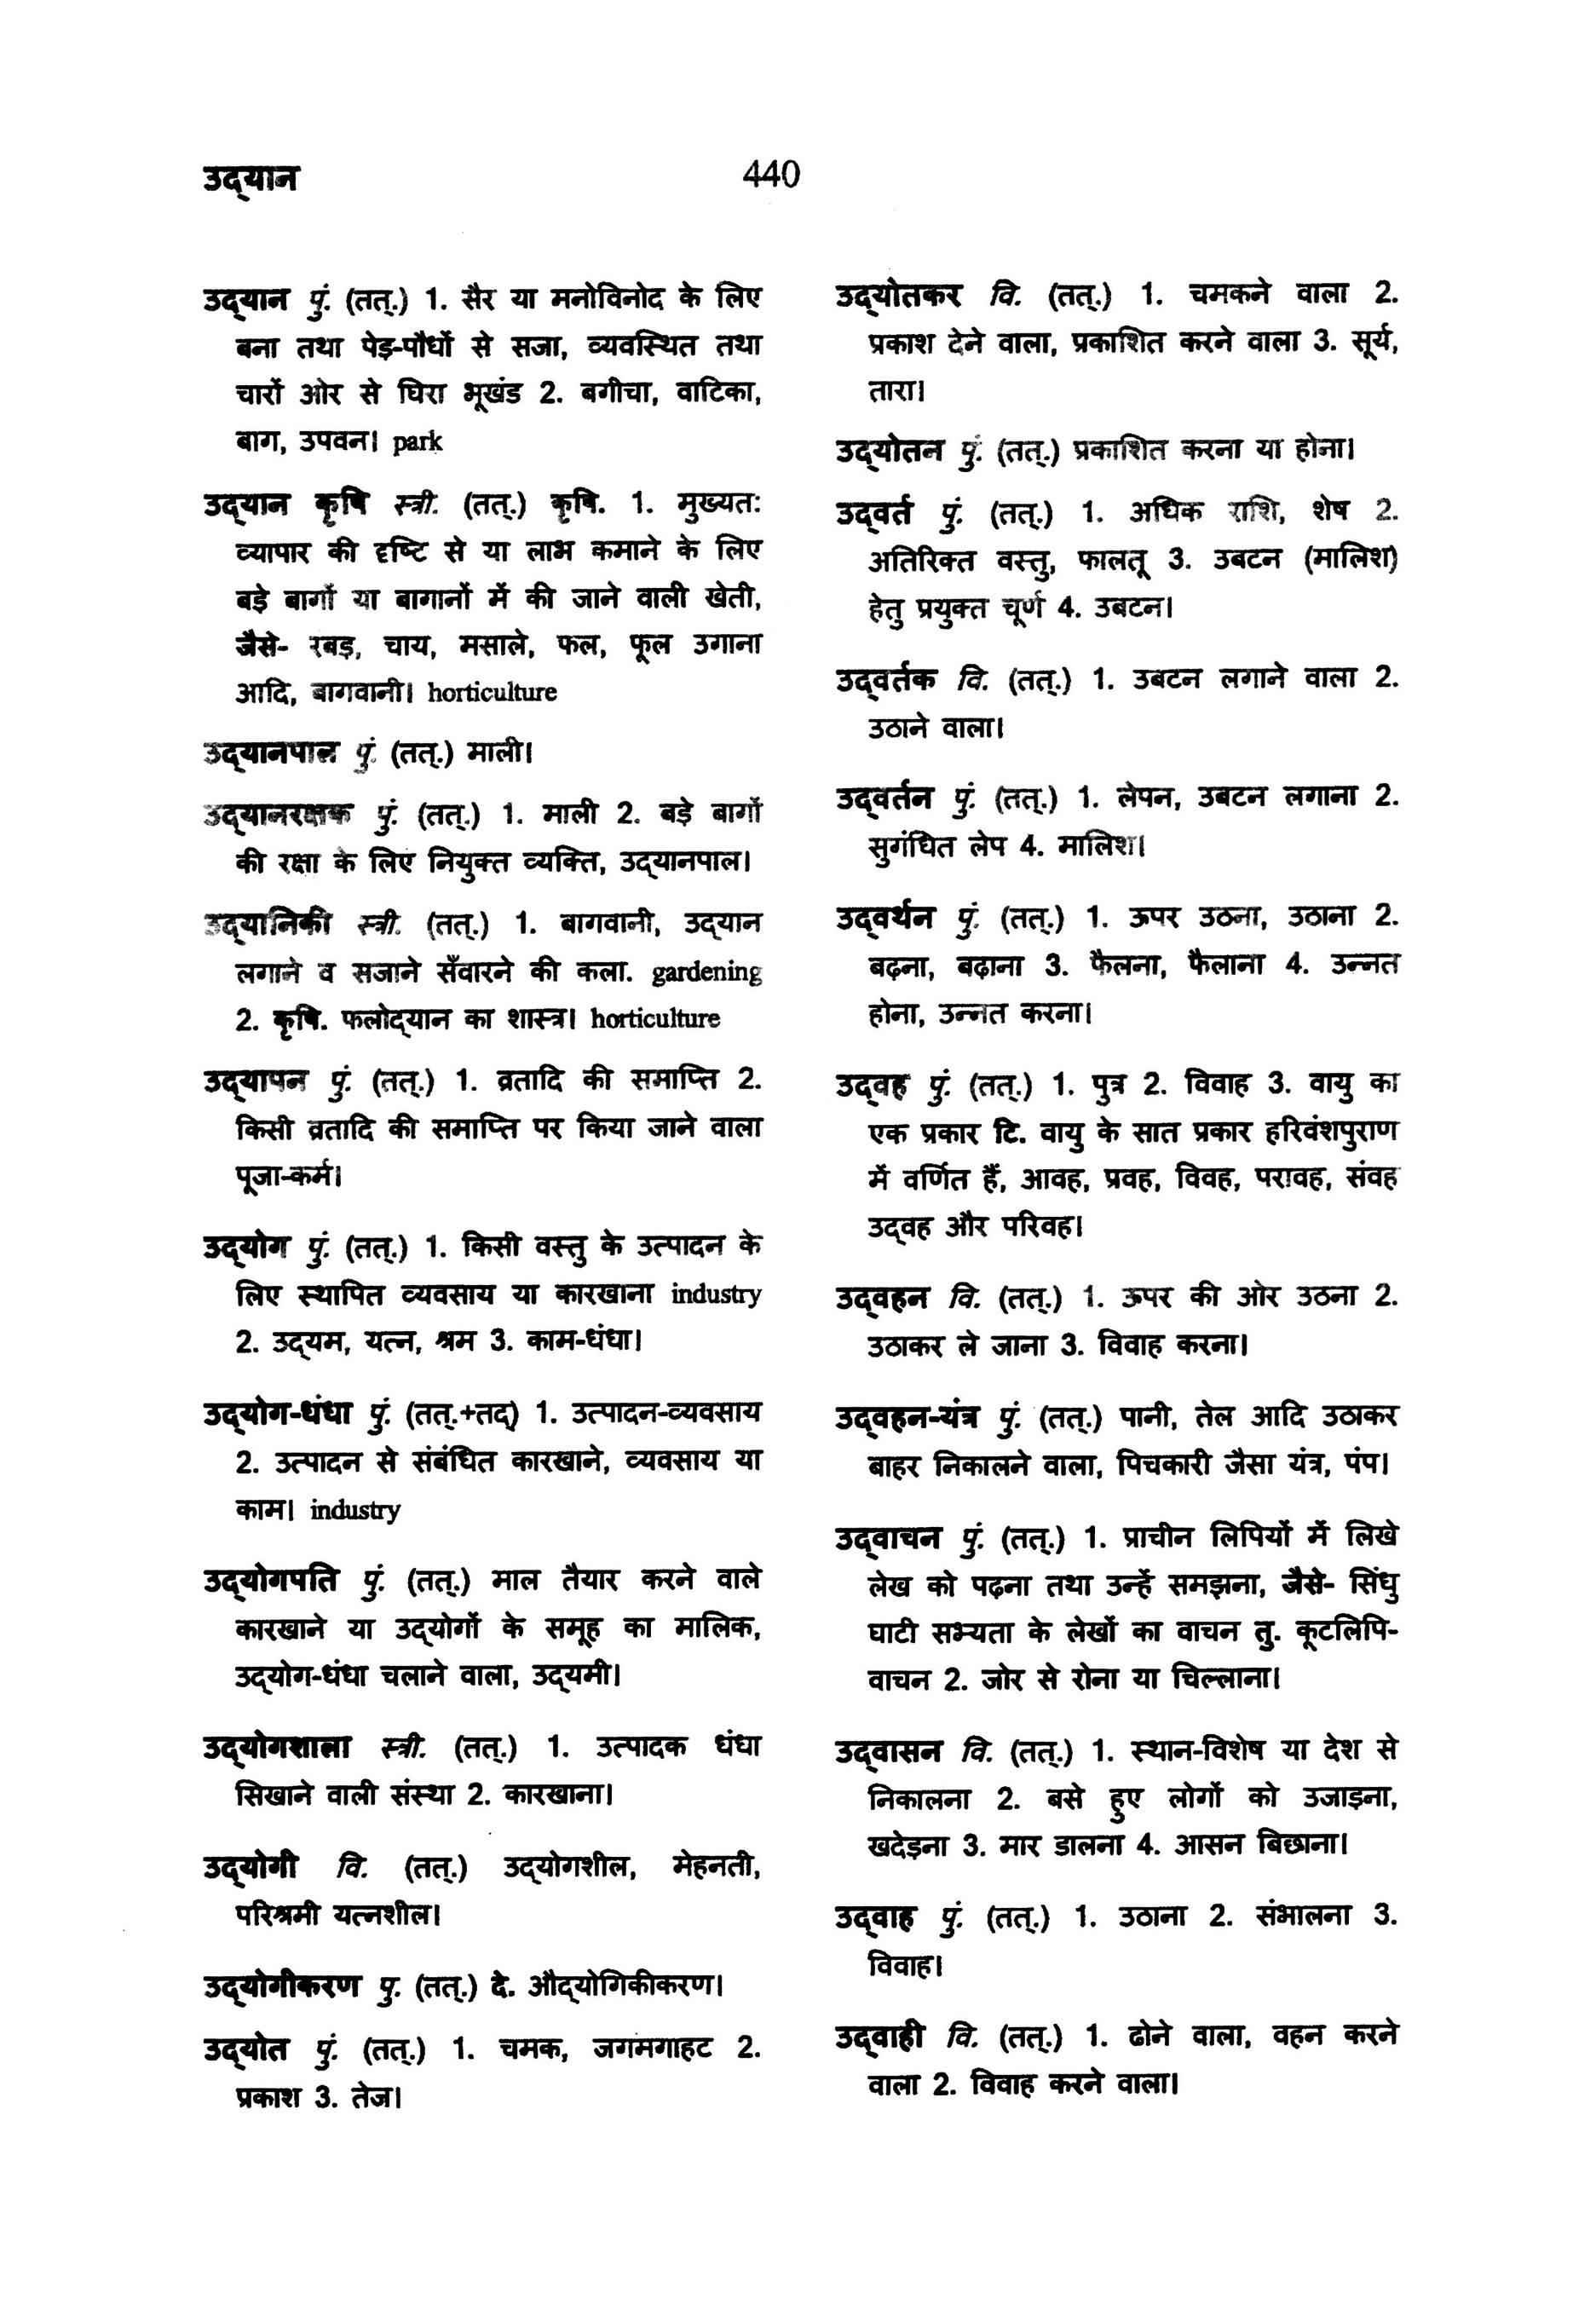 उद्‌यान
440
उद्‌यान पुं. (तत्.) 1. सैर या मनोविनोद के लिए
बना तथा पेड़-पौधों से सजा, व्यवस्थित तथा
चारों ओर से घिरा भूखंड 2. बगीचा, वाटिका,
बाग, उपवन। park
उद्‌यान कृषि स्त्री. (तत्.) कृषि. 1. मुख्यतः
व्यापार की दृष्टि से या लाभ कमाने के लिए
बड़े बागों या बागानों में की जाने वाली खेती,
जैसे- रबड़, चाय, मसाले, फल, फूल उगाना
आदि, बागवानी। horticulture
उद्‌यानपाल पुं. (तत्.) माली।
उद्‌यानरक्षक पुं. (तत्.) 1. माली 2. बड़े बागों
की रक्षा के लिए नियुक्त व्यक्ति, उद्‌यानपाल।
उद्‌यानिकी स्त्री. (तत्.) 1. बागवानी, उद्‌यान
लगाने व सजाने सँवारने की कला. gardening
2. कृषि. फलोद्‌यान का शास्त्र। horticulture
उद्‌यापन पुं. (तत्.) 1. व्रतादि की समाप्ति 2.
किसी व्रतादि की समाप्ति पर किया जाने वाला
पूजा-कर्म।
उद्‌योग पुं. (तत्.) 1. किसी वस्तु के उत्पादन के
लिए स्थापित व्यवसाय या कारखाना industry
2. उद्‌यम, यत्न, श्रम 3. काम-धंधा।
उद्‌योग-धंधा पुं. (तत्.+तद्) 1. उत्पादन-व्यवसाय
2. उत्पादन से संबंधित कारखाने, व्यवसाय या
काम। industry
उद्‌योगपति पुं. (तत्.) माल तैयार करने वाले
कारखाने या उद्‌योगों के समूह का मालिक,
उद्‌योग-धंधा चलाने वाला, उद्‌यमी।
उद्‌योगशाला स्त्री. (तत्.) 1. उत्पादक धंधा
सिखाने वाली संस्था 2. कारखाना।
उद्‌योगी वि. (तत्.) उद्‌योगशील, मेहनती,
परिश्रमी यत्नशील।
उद्‌योगीकरण पु. (तत्.) दे. औद्‌योगिकीकरण।
उद्‌योत पुं. (तत्.) 1. चमक, जगमगाहट 2.
प्रकाश 3. तेज।
उद्‌योतकर वि. (तत्.) 1. चमकने वाला 2.
प्रकाश देने वाला, प्रकाशित करने वाला 3. सूर्य,
तारा।
उद्‌योतन पुं. (तत्.) प्रकाशित करना या होना।
उद्‌वर्त पुं. (तत्.) 1. अधिक राशि, शेष 2.
अतिरिक्त वस्तु, फालतू 3. उबटन (मालिश)
हेतु प्रयुक्त चूर्ण 4. उबटन।
उद्‌वर्तक वि. (तत्.) 1. उबटन लगाने वाला 2.
उठाने वाला।
उद्‌वर्तन पुं. (तत्.) 1. लेपन, उबटन लगाना 2.
सुगंधित लेप 4. मालिश।
उद्‌वर्थन पुं. (तत्.) 1. ऊपर उठना, उठाना 2.
बढ़ना, बढ़ाना 3. फैलना, फैलाना 4. उन्नत
होना, उन्नत करना।
उद्‌वह पुं. (तत्.) 1. पुत्र 2. विवाह 3. वायु का
एक प्रकार टि. वायु के सात प्रकार हरिवंशपुराण
में वर्णित हैं, आवह, प्रवह, विवह, परावह, संवह
उद्‌वह और परिवह।
उद्‌वहन वि. (तत्.) 1. ऊपर की ओर उठना 2.
उठाकर ले जाना 3. विवाह करना।
उद्‌वहन-यंत्र पुं. (तत्.) पानी, तेल आदि उठाकर
बाहर निकालने वाला, पिचकारी जैसा यंत्र, पंप।
उद्‌वाचन पुं. (तत्.) 1. प्राचीन लिपियों में लिखे
लेख को पढ़ना तथा उन्हें समझना, जैसे- सिंधु
घाटी सभ्यता के लेखों का वाचन तु. कूटलिपि-
वाचन 2. जोर से रोना या चिल्लाना।
उद्‌वासन वि. (तत्.) 1. स्थान-विशेष या देश से
निकालना 2. बसे हुए लोगों को उजाड़ना,
खदेड़ना 3. मार डालना 4. आसन बिछाना।
उद्‌वाह पुं. (तत्.) 1. उठाना 2. संभालना 3.
विवाह।
उद्‌वाही वि. (तत्.) 1. ढोने वाला, वहन करने
वाला 2. विवाह करने वाला।